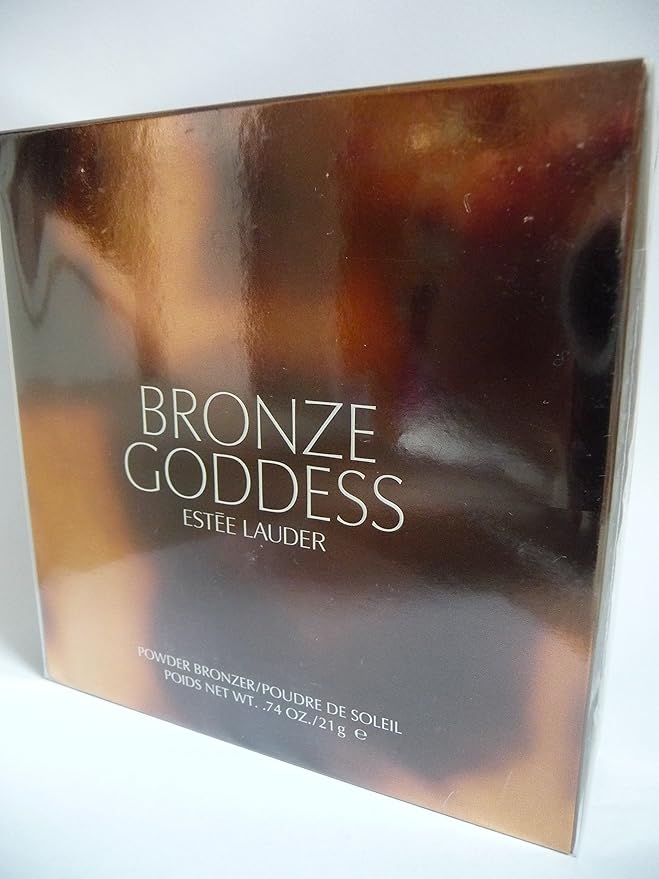 BRONZE
GODDESS
ESTĒE LAUDER
POWDER BRONZER/POUDRE DE SOLEIL
POIDS NET WT. .74 OZ./21g ℮